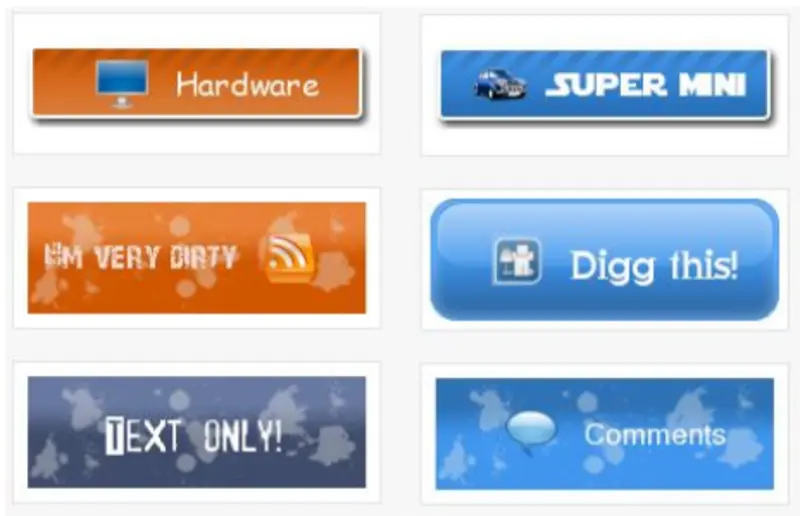 Hardware
SUPER MINI
I'M VERY DIRTY
Digg this!
TEXT ONLY!
Comments